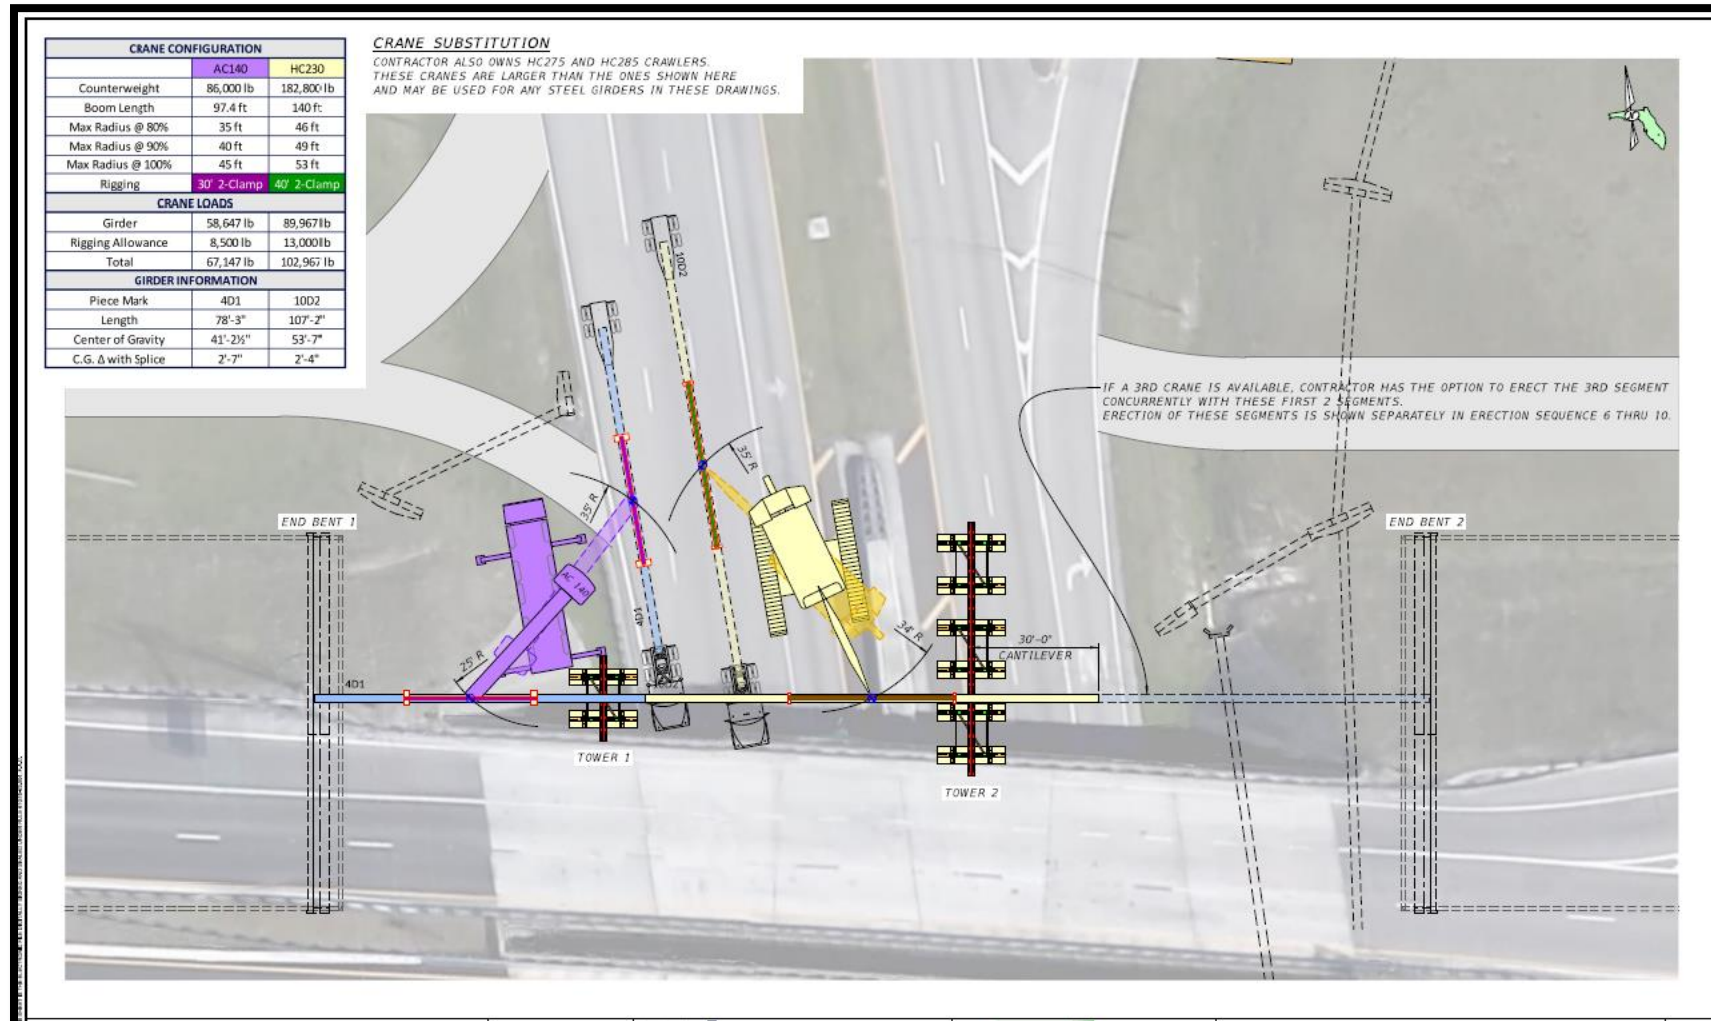 CRANE CONFIGURATION
AC140 HC230
Counterweight 86,000 lb 182,800 lb
Boom Length 97.4 ft 140 ft
Max Radius @ 80% 35 ft 46 ft
Max Radius @ 90% 40 ft 49 ft
Max Radius @ 100% 45 ft 53 ft
Rigging 30' 2-Clamp 40' 2-Clamp
CRANE LOADS
Girder 58,647 lb 89,967 lb
Rigging Allowance 8,500 lb 13,000 lb
Total 67,147 lb 102,967 lb
GIRDER INFORMATION
Piece Mark 4D1 10D2
Length 78'-3" 107'-2"
Center of Gravity 41'-2½" 53'-7"
C.G. Δ with Splice 2'-7" 2'-4"
CRANE SUBSTITUTION
CONTRACTOR ALSO OWNS HC275 AND HC285 CRAWLERS.
THESE CRANES ARE LARGER THAN THE ONES SHOWN HERE
AND MAY BE USED FOR ANY STEEL GIRDERS IN THESE DRAWINGS.
10D2
IF A 3RD CRANE IS AVAILABLE, CONTRACTOR HAS THE OPTION TO ERECT THE 3RD SEGMENT
CONCURRENTLY WITH THESE FIRST 2 SEGMENTS.
ERECTION OF THESE SEGMENTS IS SHOWN SEPARATELY IN ERECTION SEQUENCE 6 THRU 10.
35' R
35' R
END BENT 1
END BENT 2
AC 140
4D1
34' R
30'-0"
CANTILEVER
25' R
4D1
10D2
TOWER 1
TOWER 2